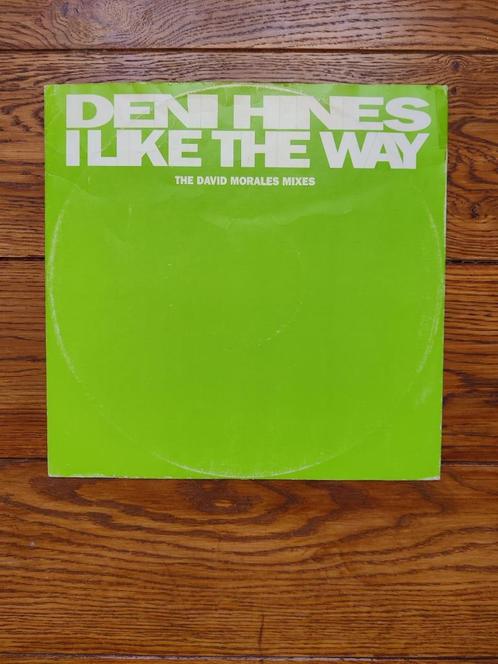 DENI HINES
I LIKE THE WAY
THE DAVID MORALES MIXES